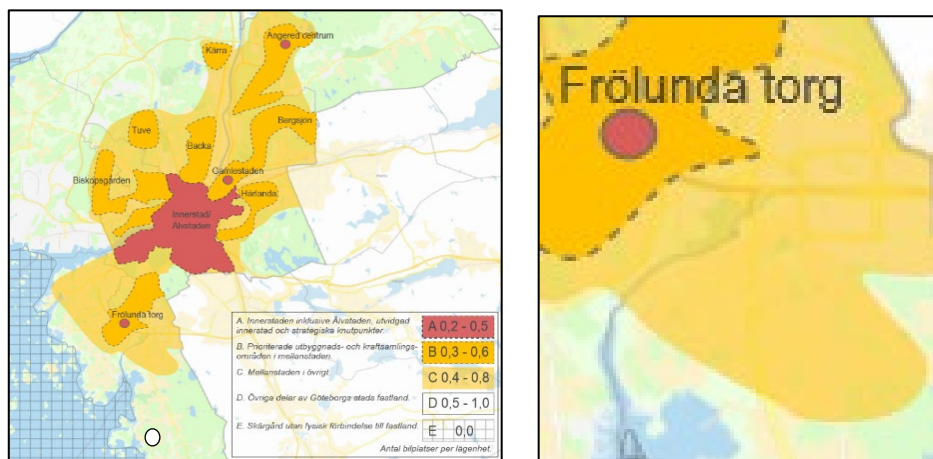 Angered centrum
Kärra
Bergsjön
Tuve
Backa
Gamlestaden
Biskopsgården
Härlanda
Innerstad/
Älvstaden
Frölunda torg
A. Innerstaden inklusive Älvstaden, utvidgad
innerstad och strategiska knutpunkter.
A 0,2 - 0,5
B. Prioriterade utbyggnads- och kraftsamlings-
områden i mellanstaden.
B 0,3 - 0,6
C. Mellanstaden i övrigt
C 0,4 - 0,8
D. Övriga delar av Göteborgs stads fastland.
D 0,5 - 1,0
E. Skärgård utan fysisk förbindelse till fastland.
E 0,0
Antal bilplatser per lägenhet.
Frölunda torg